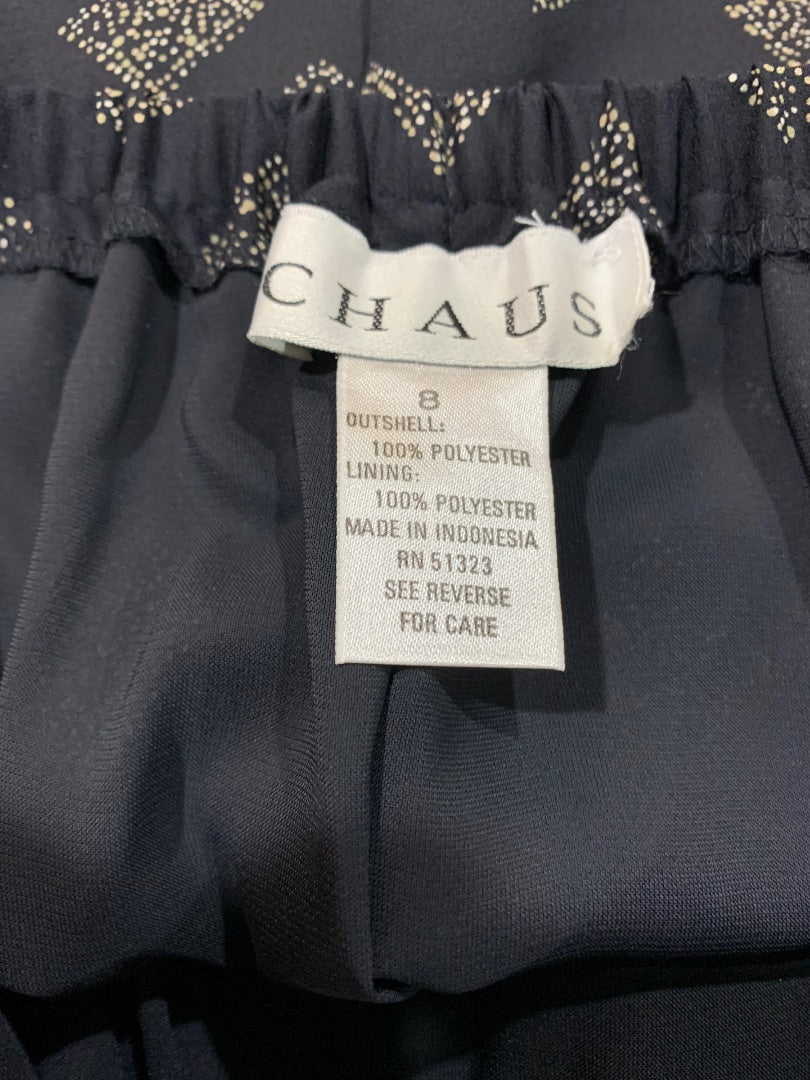 CHAUS
8
OUTSHELL:
100% POLYESTER
LINING:
100% POLYESTER
MADE IN INDONESIA
RN 51323
SEE REVERSE
FOR CARE